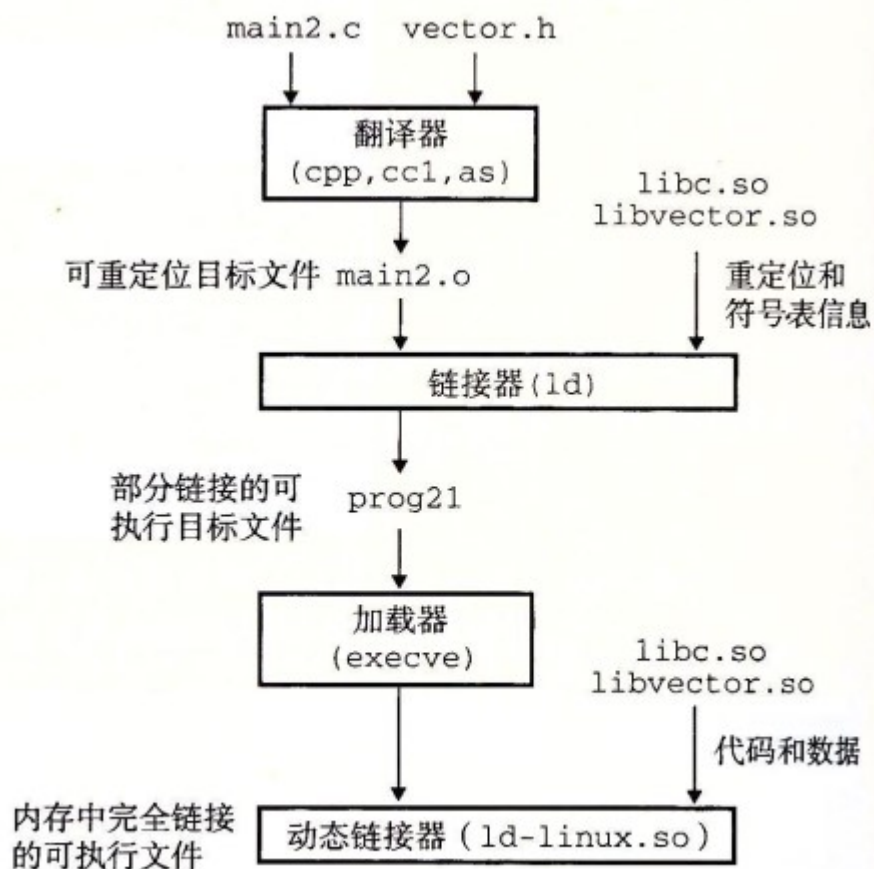 main2.c vector.h
翻译器
(cpp,cc1,as)
libc.so
libvector.so
可重定位目标文件 main2.o
重定位和
符号表信息
链接器(ld)
部分链接的可
执行目标文件
prog21
加载器
(execve)
libc.so
libvector.so
代码和数据
内存中完全链接
的可执行文件
动态链接器(ld-linux.so)